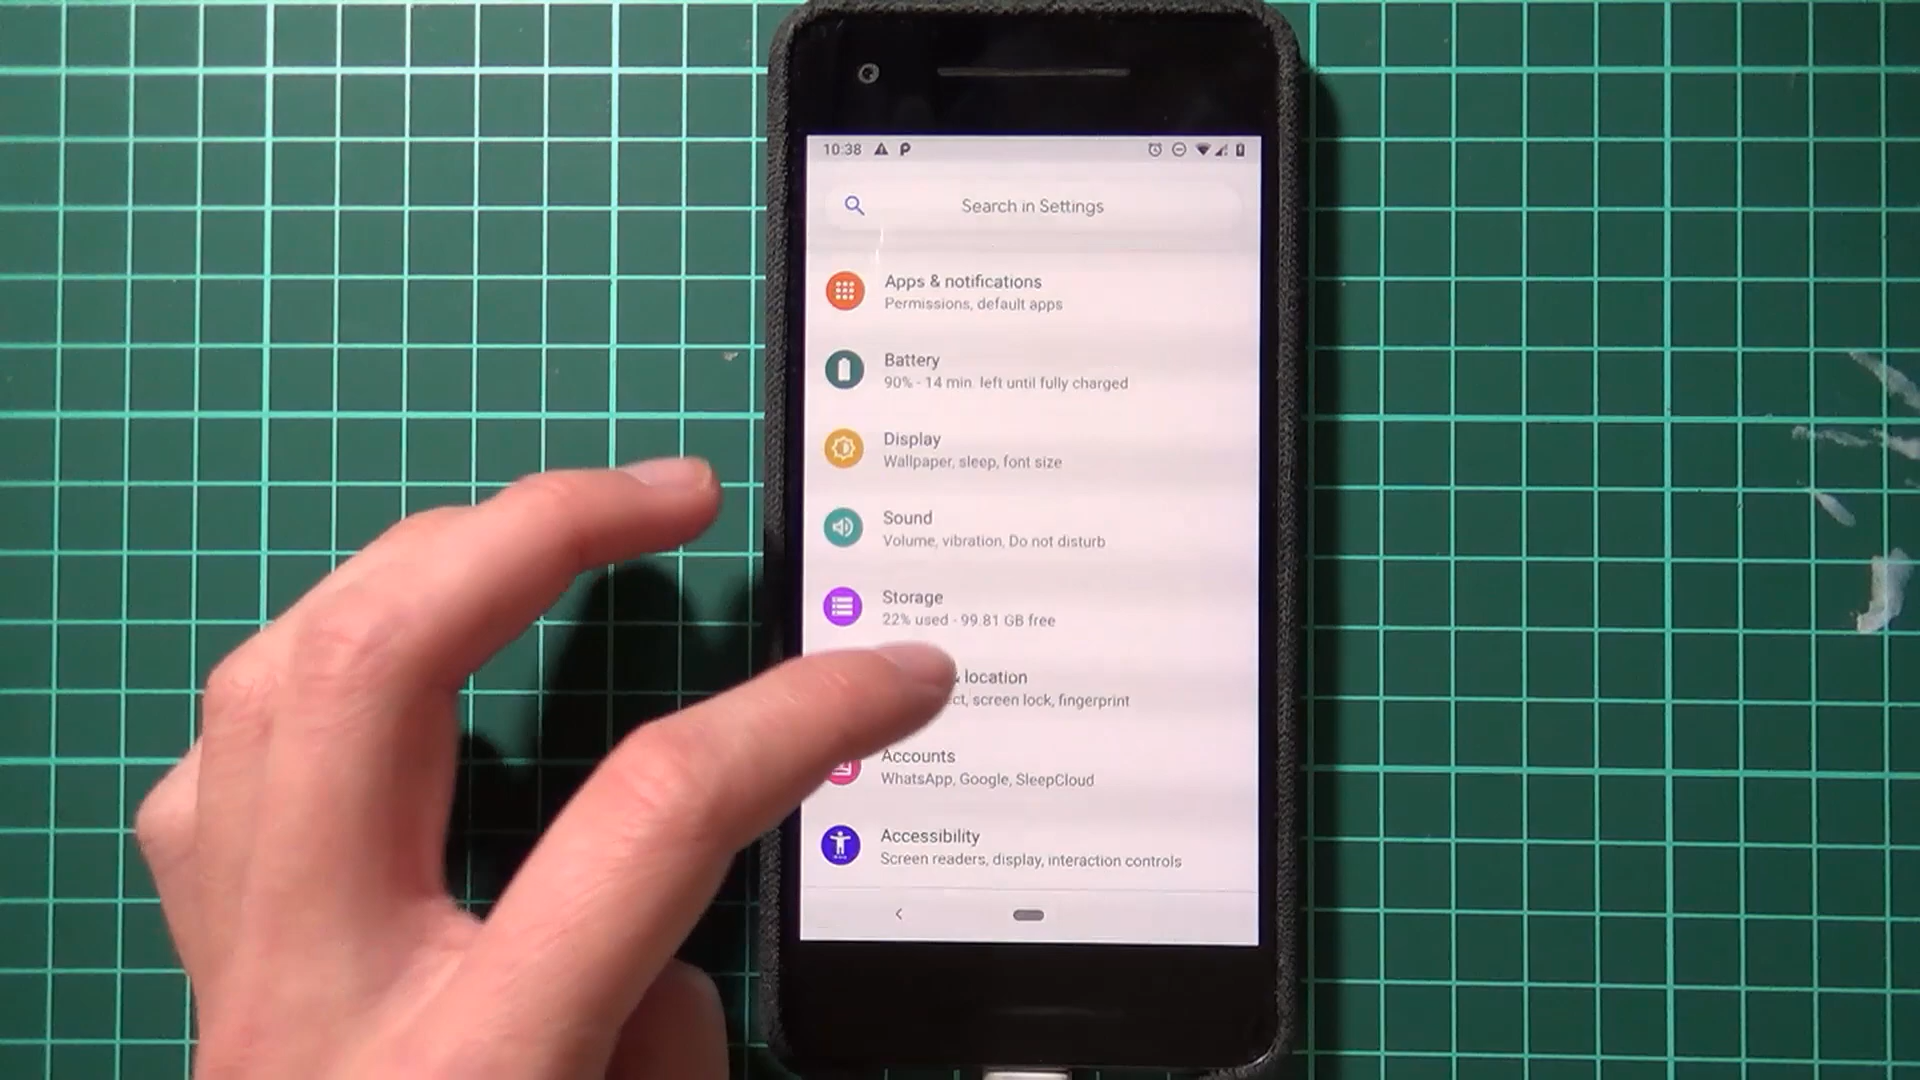 10:38
Search in Settings
Apps & notifications
Permissions, default apps
Battery
90% - 14 min. left until fully charged
Display
Wallpaper, sleep, font size
Sound
Volume, vibration, Do not disturb
Storage
22% used - 99.81 GB free
& location
screen lock, fingerprint
Accounts
WhatsApp, Google, SleepCloud
Accessibility
Screen readers, display, interaction controls